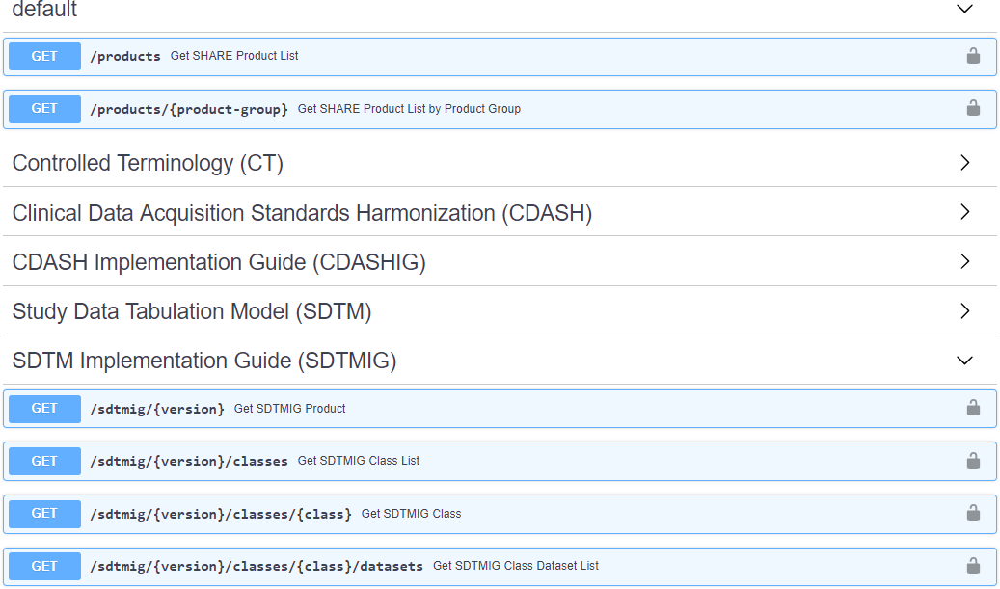 default
GET /products Get SHARE Product List
GET /products/{product-group} Get SHARE Product List by Product Group
Controlled Terminology (CT)
Clinical Data Acquisition Standards Harmonization (CDASH)
CDASH Implementation Guide (CDASHIG)
Study Data Tabulation Model (SDTM)
SDTM Implementation Guide (SDTMIG)
GET /sdtmig/{version} Get SDTMIG Product
GET /sdtmig/{version}/classes Get SDTMIG Class List
GET /sdtmig/{version}/classes/{class} Get SDTMIG Class
GET /sdtmig/{version}/classes/{class}/datasets Get SDTMIG Class Dataset List